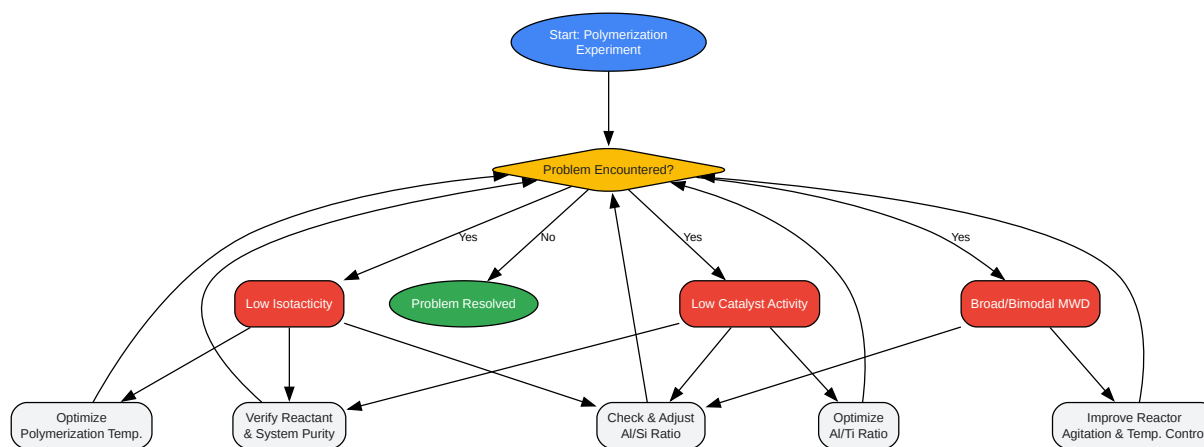 Start: Polymerization
Experiment
Problem Encountered?
Yes
No
Yes
Yes
Low Isotacticity
Problem Resolved
Low Catalyst Activity
Broad/Bimodal MWD
Optimize
Polymerization Temp.
Verify Reactant
& System Purity
Check & Adjust
Al/Si Ratio
Optimize
Al/Ti Ratio
Improve Reactor
Agitation & Temp. Control